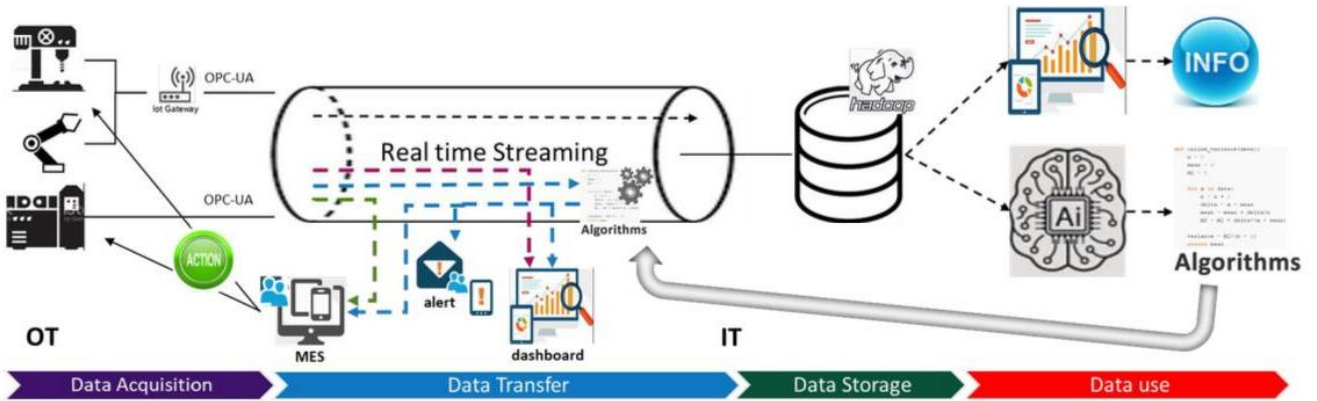 OPC-UA
Iot Gateway
hadoop
INFO
Real time Streaming
OPC-UA
Algorithms
Ai
ACTION
alert
Algorithms
OT
MES
dashboard
IT
Data Acquisition
Data Transfer
Data Storage
Data use